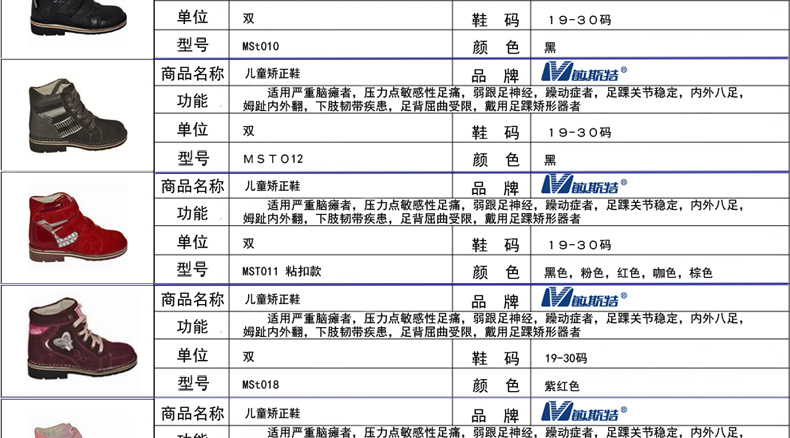 单位 双 鞋 码 19-30码
型号 MSt010 颜 色 黑
商品名称 儿童矫正鞋 品 牌 敏斯特®
功能 适用严重脑瘫者，压力点敏感性足痛，弱跟足神经，躁动症者，足踝关节稳定，内外八足，
姆趾内外翻，下肢韧带疾患，足背屈曲受限，戴用足踝矫形器者
单位 双 鞋 码 19-30码
型号 MSTO12 颜 色 黑
商品名称 儿童矫正鞋 品 牌 敏斯特®
功能 适用严重脑瘫者，压力点敏感性足痛，弱跟足神经，躁动症者，足踝关节稳定，内外八足，
姆趾内外翻，下肢韧带疾患，足背屈曲受限，戴用足踝矫形器者
单位 双 鞋 码 19-30码
型号 MST011 粘扣款 颜 色 黑色，粉色，红色，咖色，棕色
商品名称 儿童矫正鞋 品 牌 敏斯特®
功能 适用严重脑瘫者，压力点敏感性足痛，弱跟足神经，躁动症者，足踝关节稳定，内外八足，
姆趾内外翻，下肢韧带疾患，足背屈曲受限，戴用足踝矫形器者
单位 双 鞋 码 19-30码
型号 MSt018 颜 色 紫红色
商品名称 儿童矫正鞋 品 牌 敏斯特®
功能 适用严重脑瘫者，压力点敏感性足痛，弱跟足神经，躁动症者，足踝关节稳定，内外八足，